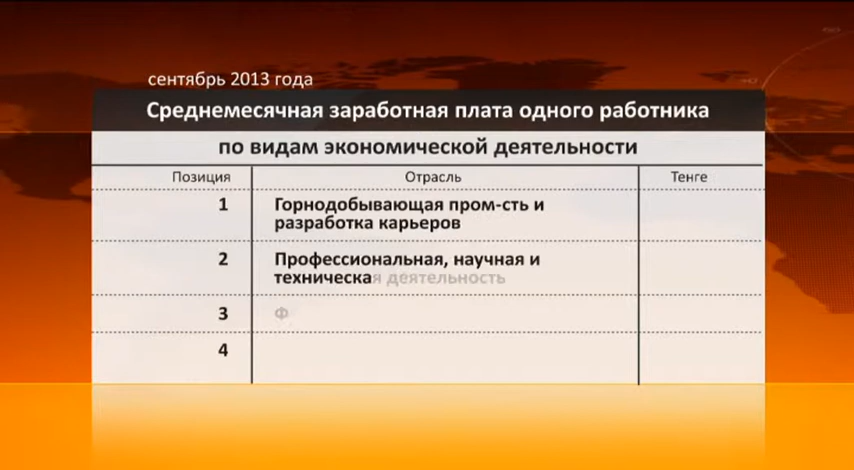 сентябрь 2013 года
Среднемесячная заработная плата одного работника
по видам экономической деятельности
Позиция Отрасль Тенге
1 Горнодобывающая пром-сть и
разработка карьеров
2 Профессиональная, научная и
техническая деятельность
3 Ф
4